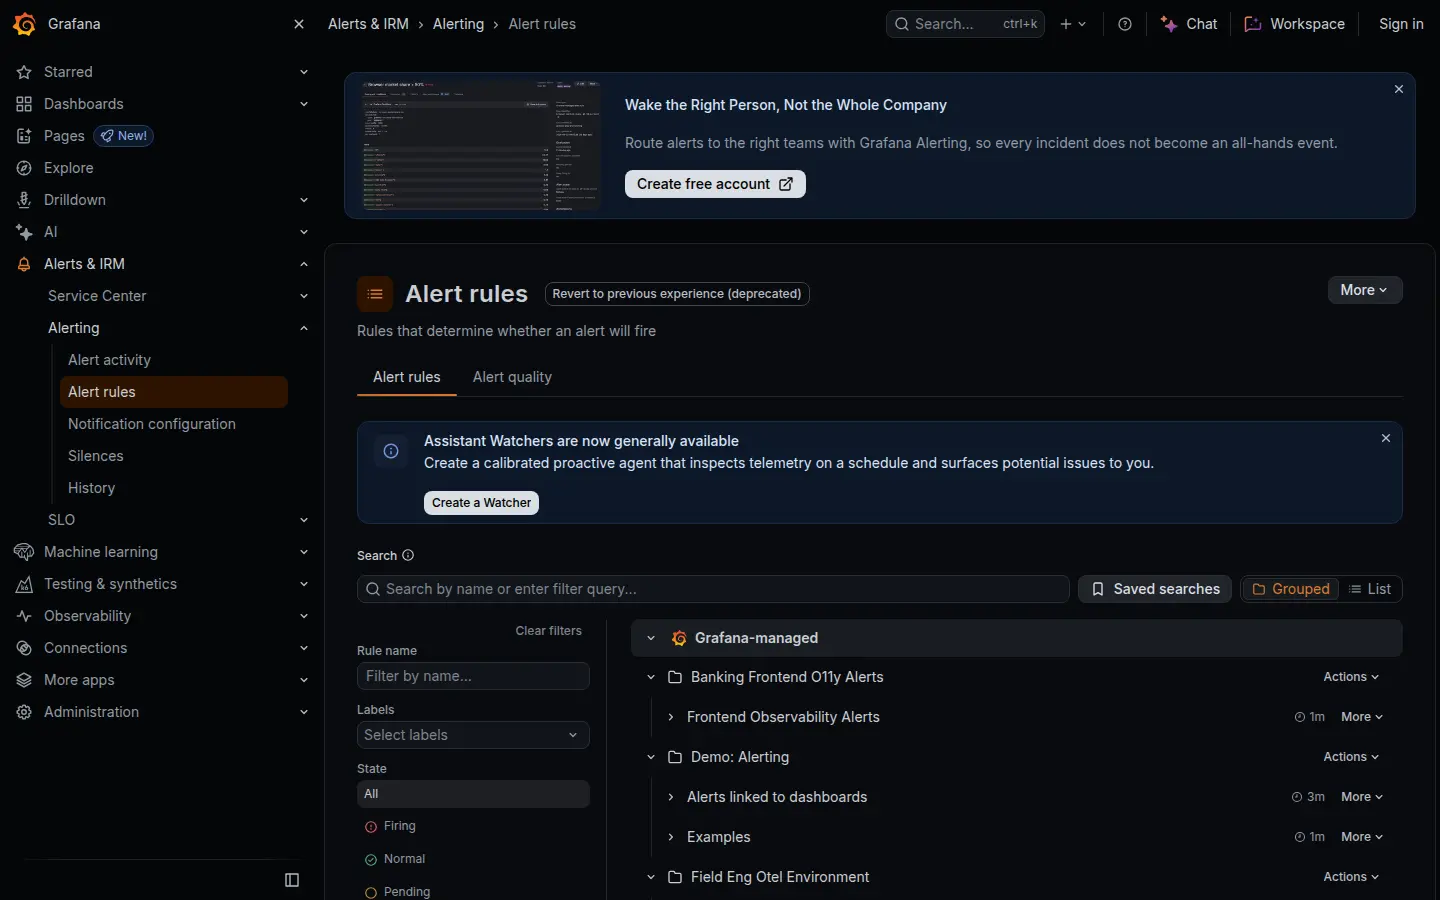 Grafana
Alerts & IRM › Alerting › Alert rules
Search... ctrl+k
Chat
Workspace
Sign in
Starred
Dashboards
Pages New!
Explore
Drilldown
AI
Alerts & IRM
Service Center
Alerting
Alert activity
Alert rules
Notification configuration
Silences
History
SLO
Machine learning
Testing & synthetics
Observability
Connections
More apps
Administration
Wake the Right Person, Not the Whole Company
Route alerts to the right teams with Grafana Alerting, so every incident does not become an all-hands event.
Create free account
Alert rules Revert to previous experience (deprecated)
More
Rules that determine whether an alert will fire
Alert rules Alert quality
Assistant Watchers are now generally available
Create a calibrated proactive agent that inspects telemetry on a schedule and surfaces potential issues to you.
Create a Watcher
Search
Search by name or enter filter query...
Saved searches
Grouped List
Clear filters
Rule name
Filter by name...
Labels
Select labels
State
All
Firing
Normal
Pending
Grafana-managed
Banking Frontend O11y Alerts Actions
Frontend Observability Alerts 1m More
Demo: Alerting Actions
Alerts linked to dashboards 3m More
Examples 1m More
Field Eng Otel Environment Actions